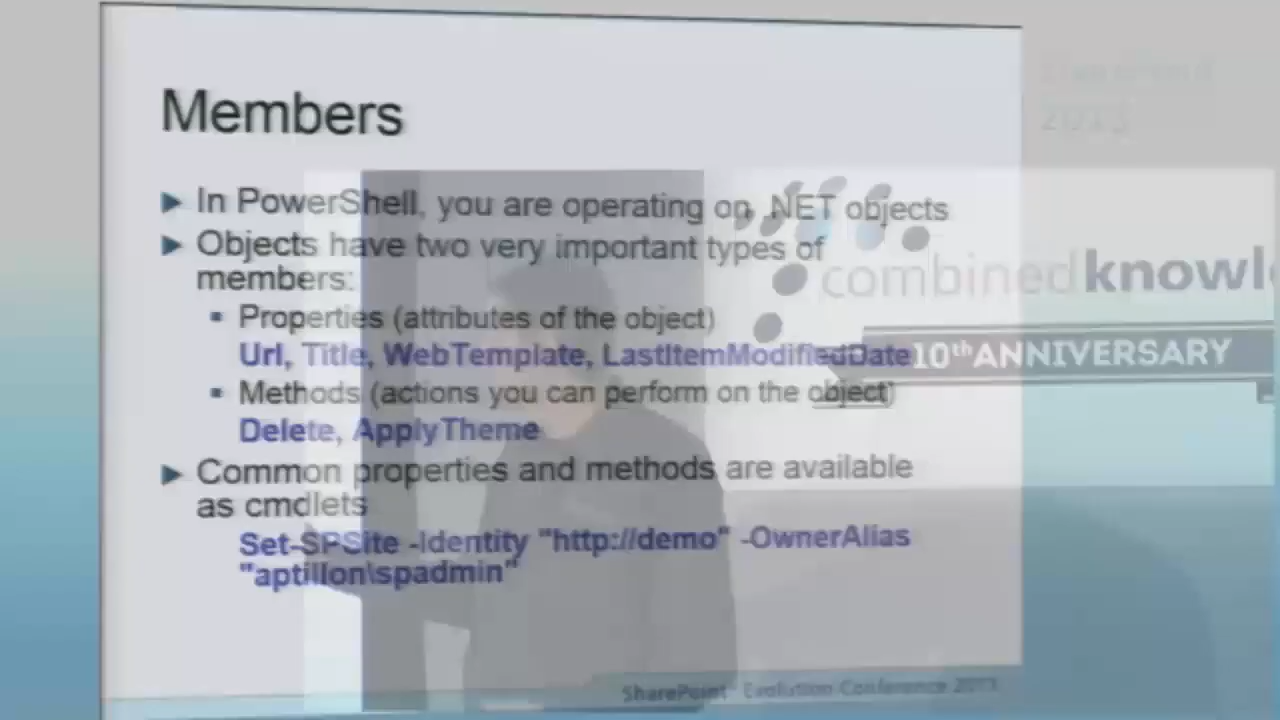 Members
In PowerShell, you are operating on .NET objects
Objects have two very important types of
members:
Properties (attributes of the object)
Url, Title, WebTemplate, LastItemModifiedDate
Methods (actions you can perform on the object)
Delete, ApplyTheme
Common properties and methods are available
as cmdlets
Set-SPSite -Identity "http://demo" -OwnerAlias
"aptillon\spadmin"
SharePoint Evolution Conference 2013
2013
combinedknowl
10th ANNIVERSARY